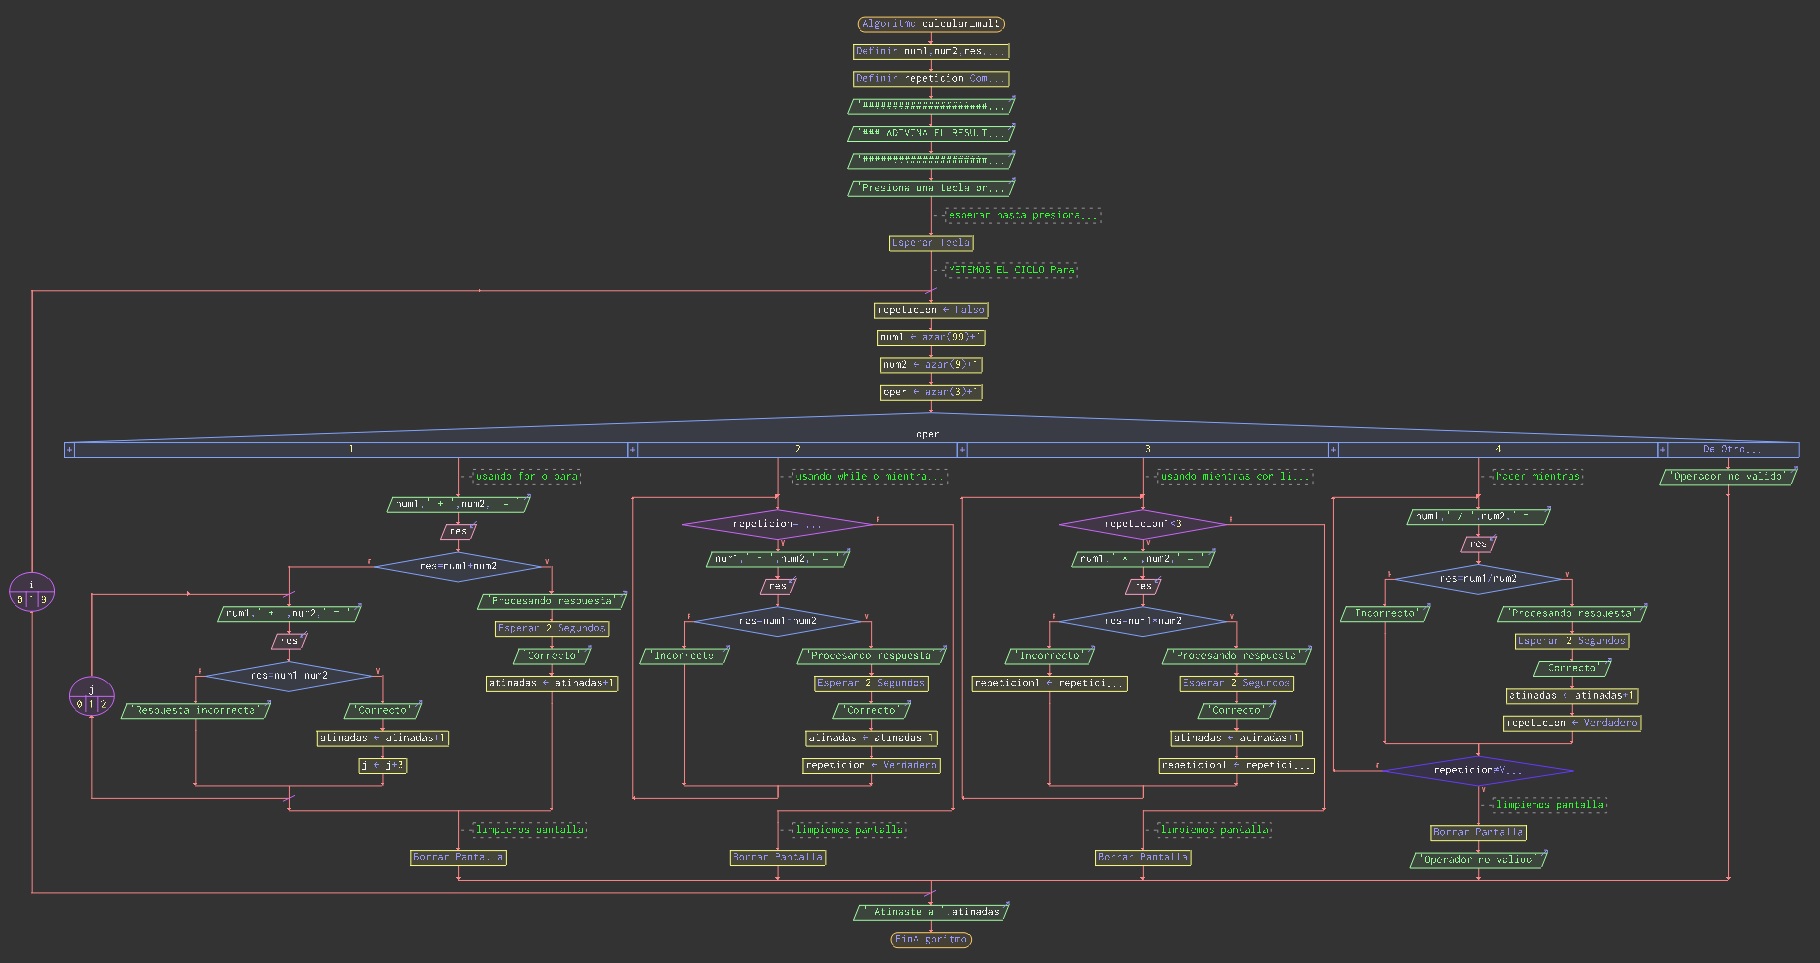 Algoritmo calcularmult
Definir num1,num2,res,...
Definir repeticion Com...
'#####################...
'### ADIVINA EL RESULT...
'#####################...
'Presiona una tecla pr...
esperar hasta presiona...
Esperar Tecla
METEMOS EL CICLO Para
repeticion ← Falso
num1 ← azar(99)+1
num2 ← azar(9)+1
oper ← azar(3)+1
oper
1
2
3
4
De Otro...
usando for o para
num1,' + ',num2,' = '
res
res=num1+num2
F
V
'Procesando respuesta'
Esperar 2 Segundos
'Correcto'
atinadas ← atinadas+1
i
0 1 9
num1,' + ',num2,' = '
res
res=num1+num2
F
V
j
0 1 2
'Respuesta incorrecta'
'Correcto'
atinadas ← atinadas+1
j ← j+3
limpiemos pantalla
Borrar Pantalla
usando while o mientra...
repeticion= ...
F
V
num1,' - ',num2,' = '
res
res=num1-num2
F
V
'Incorrecto'
'Procesando respuesta'
Esperar 2 Segundos
'Correcto'
atinadas ← atinadas+1
repeticion ← Verdadero
limpiemos pantalla
Borrar Pantalla
usando mientras con li...
repeticion1<3
F
V
num1,' * ',num2,' = '
res
res=num1*num2
F
V
'Incorrecto'
repeticion1 ← repetici...
'Procesando respuesta'
Esperar 2 Segundos
'Correcto'
atinadas ← atinadas+1
repeticion1 ← repetici...
limpiemos pantalla
Borrar Pantalla
hacer mientras
num1,' / ',num2,' = '
res
res=num1/num2
F
V
'Incorrecto'
'Procesando respuesta'
Esperar 2 Segundos
'Correcto'
atinadas ← atinadas+1
repeticion ← Verdadero
repeticion≠V...
F
V
limpiemos pantalla
Borrar Pantalla
'Operador no valido'
'Operador no valido'
'Atinaste a ',atinadas
FinAlgoritmo